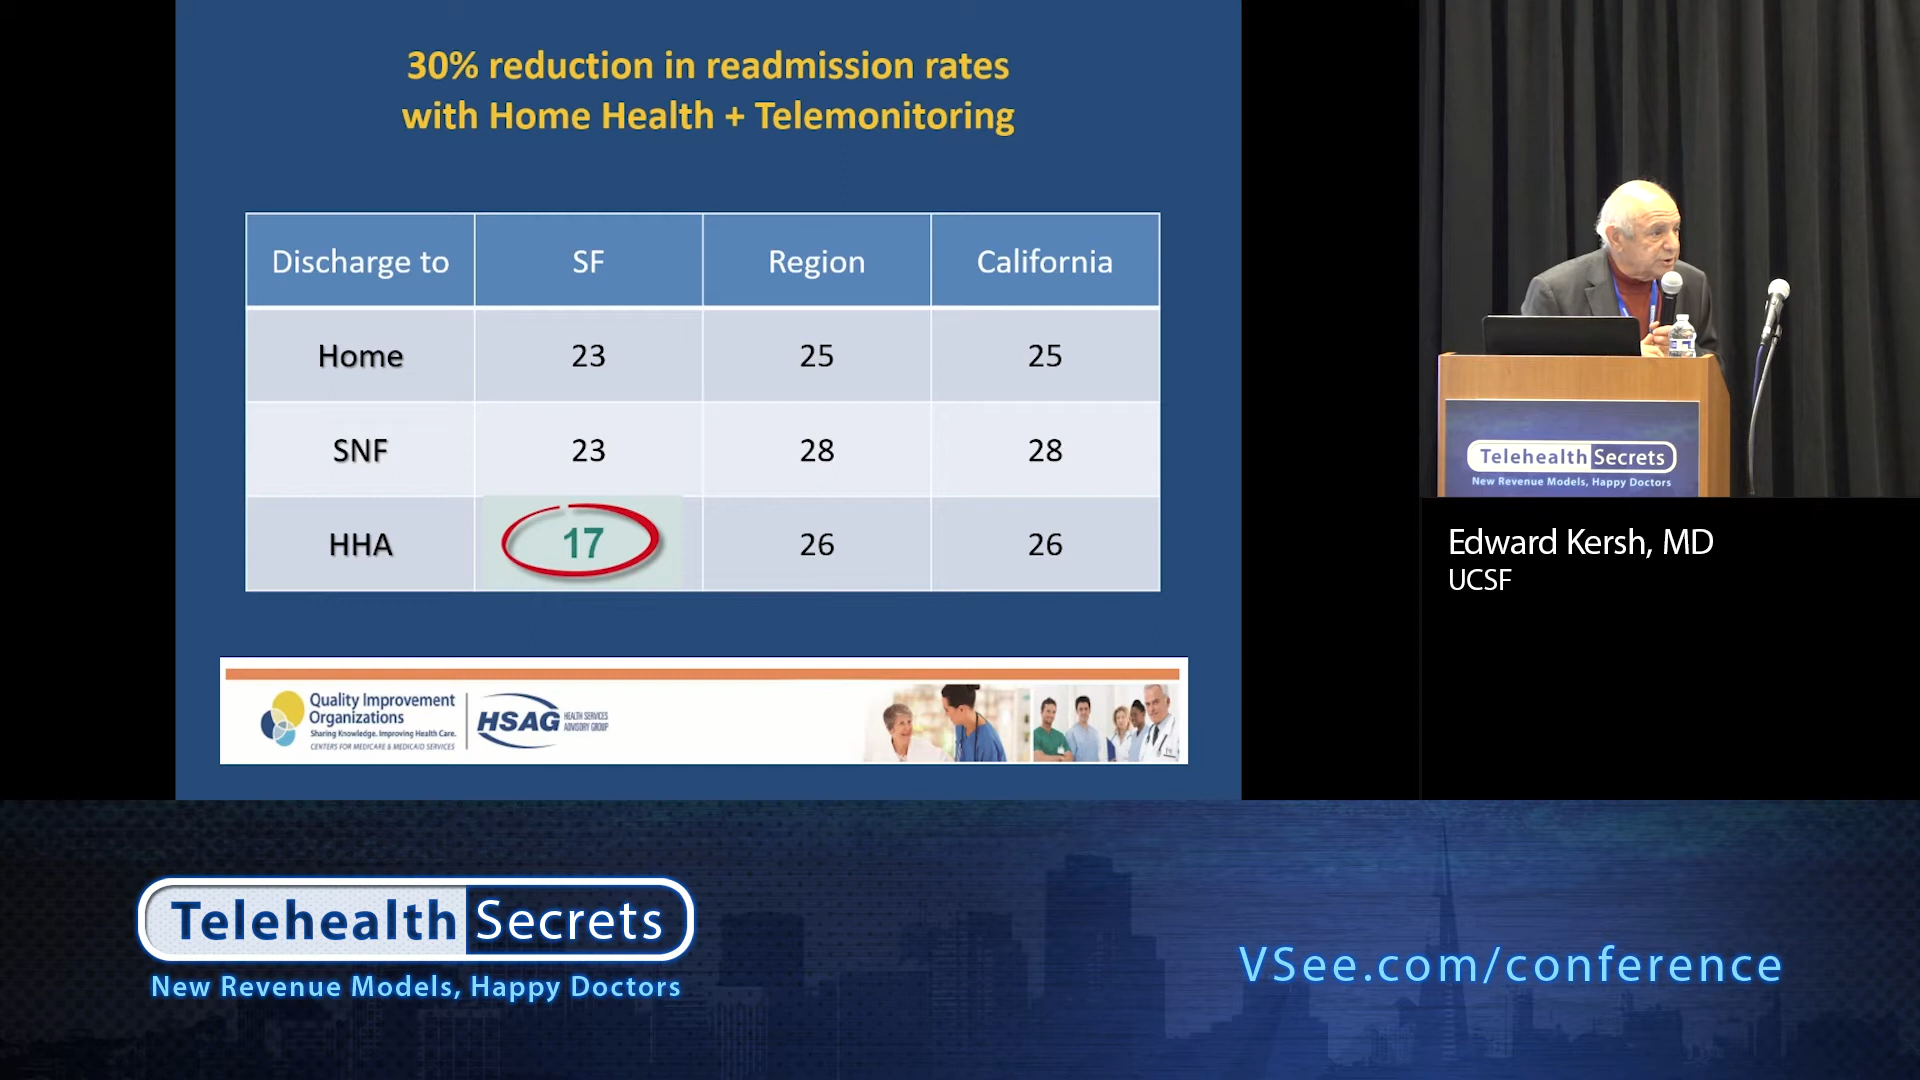 30% reduction in readmission rates
with Home Health + Telemonitoring
Discharge to SF Region California
Home 23 25 25
SNF 23 28 28
HHA 17 26 26
Quality Improvement
Organizations
Sharing Knowledge. Improving Health Care.
CENTERS FOR MEDICARE & MEDICAID SERVICES
HSAG HEALTH SERVICES
ADVISORY GROUP
Telehealth Secrets
New Revenue Models, Happy Doctors
Edward Kersh, MD
UCSF
Telehealth Secrets
New Revenue Models, Happy Doctors
VSee.com/conference